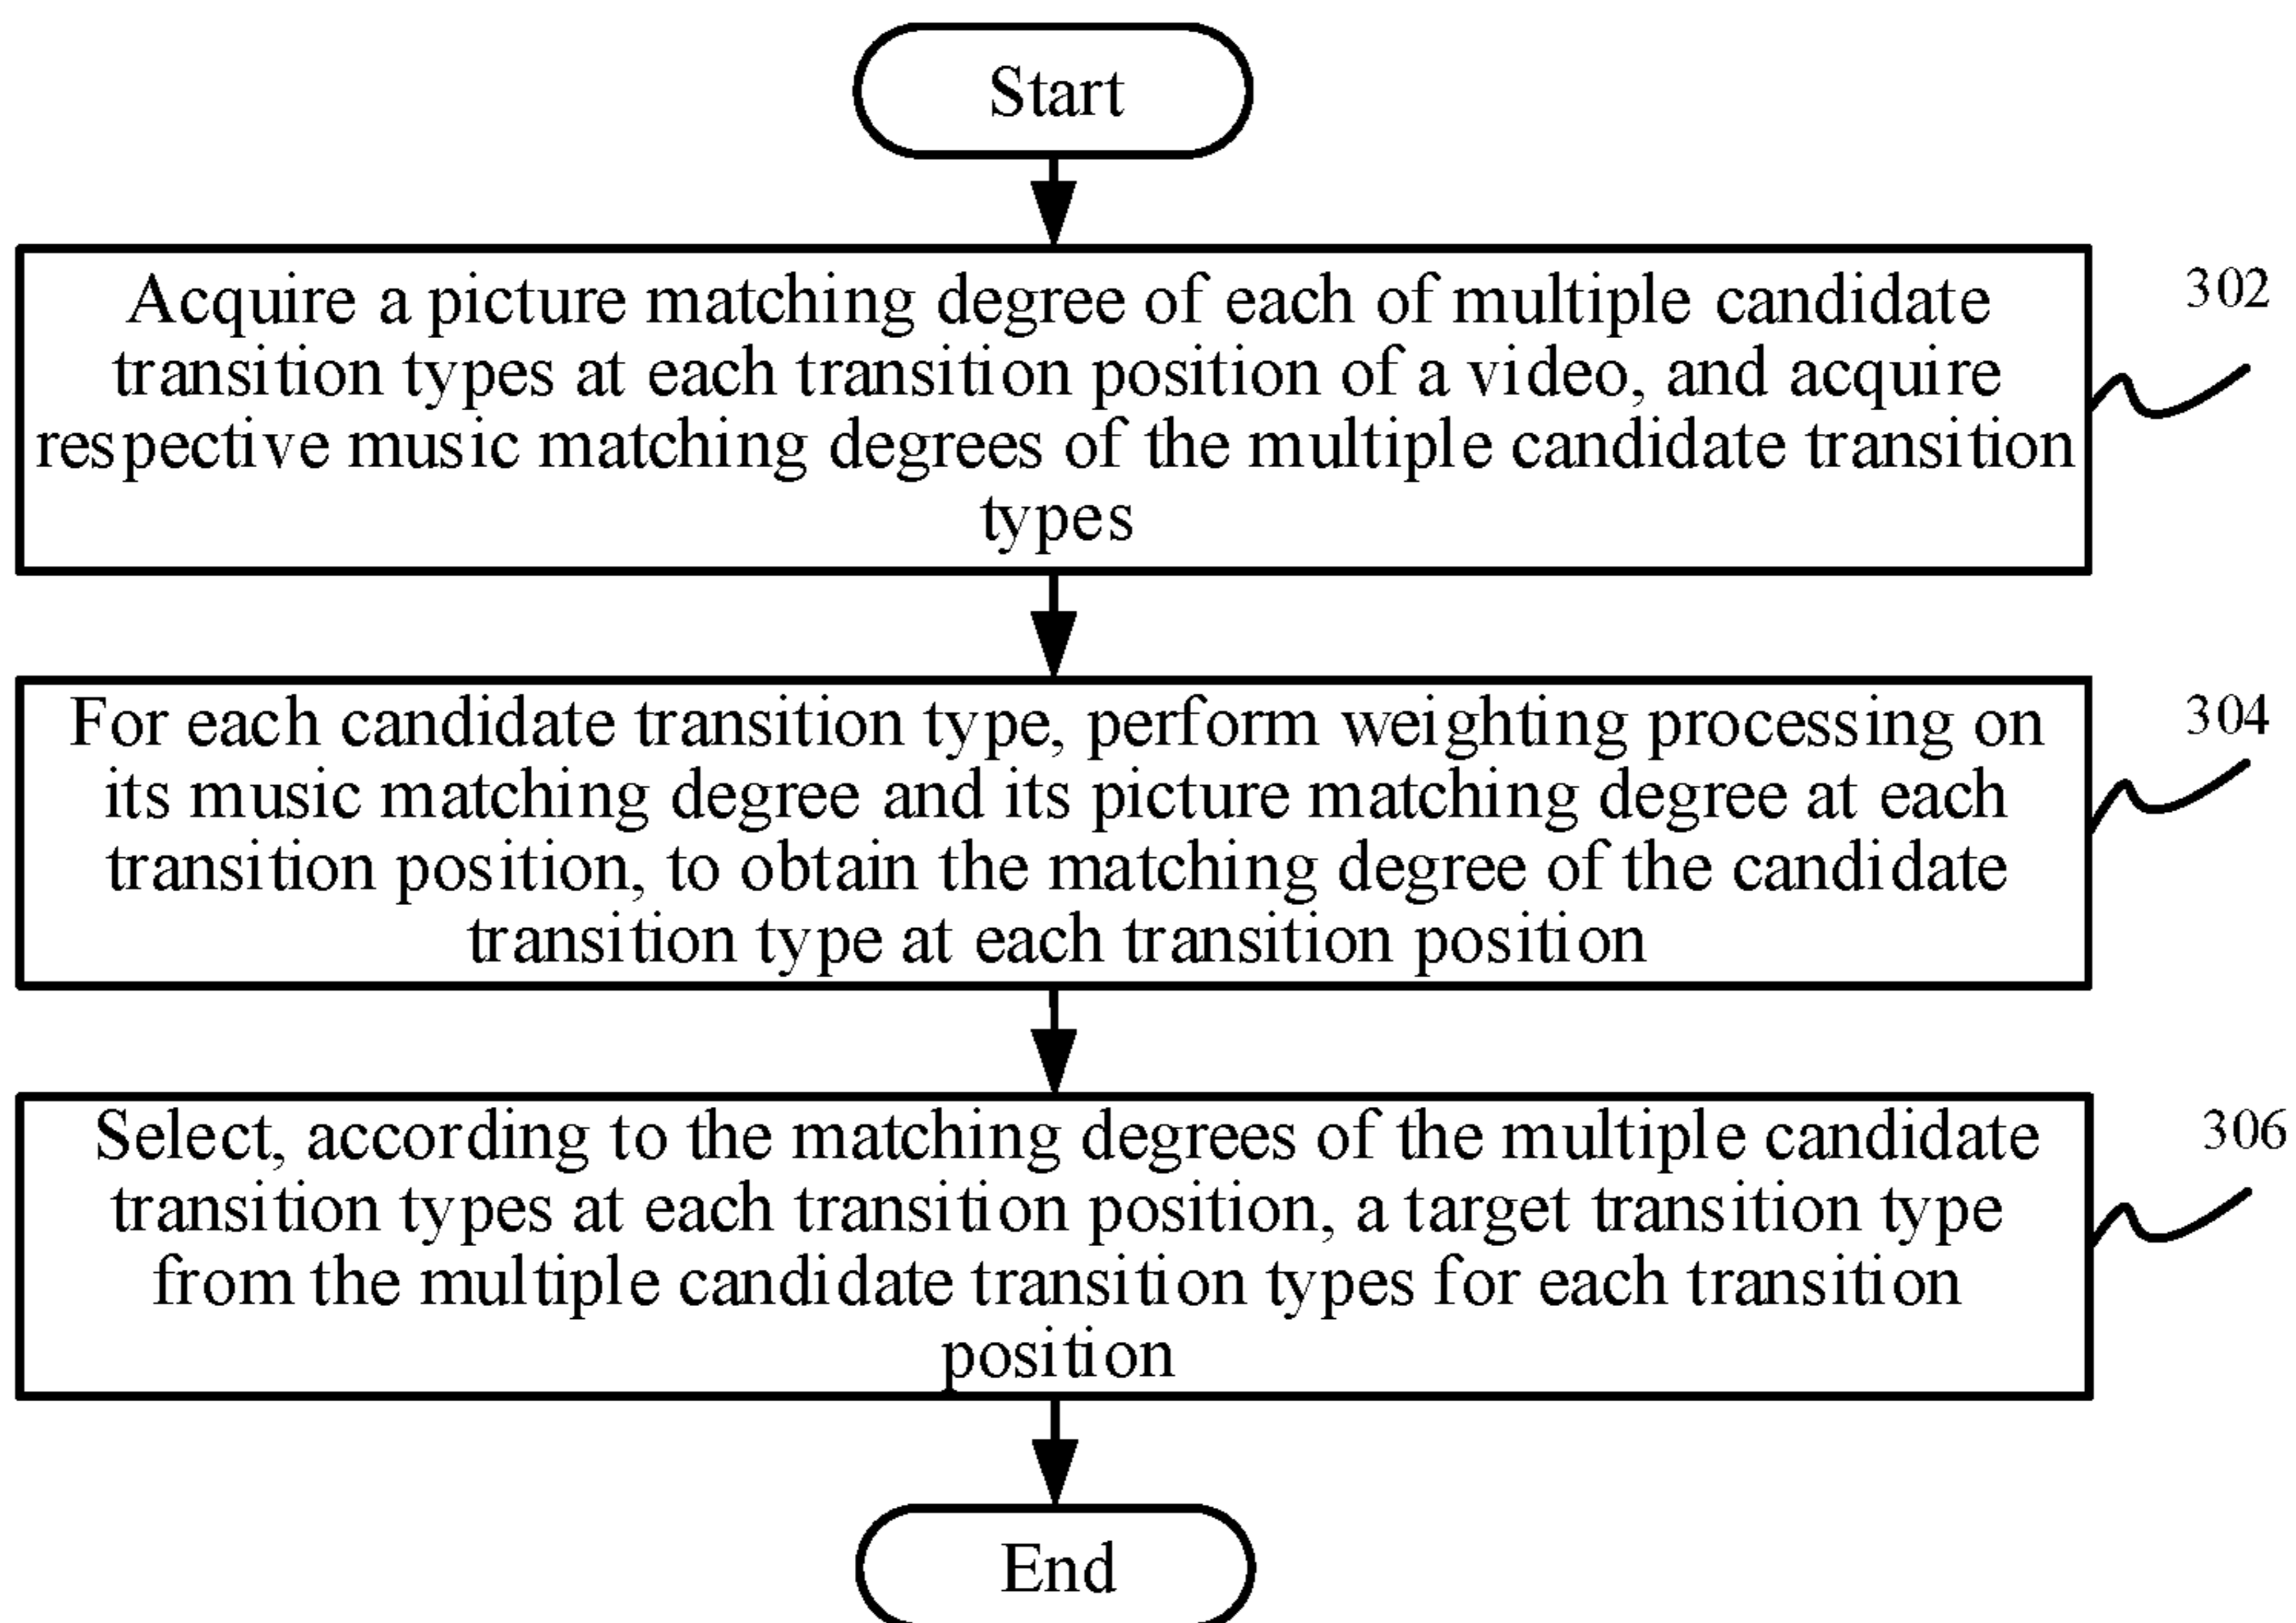 Start
Acquire a picture matching degree of each of multiple candidate
transition types at each transition position of a video, and acquire
respective music matching degrees of the multiple candidate transition
types
302
For each candidate transition type, perform weighting processing on
its music matching degree and its picture matching degree at each
transition position, to obtain the matching degree of the candidate
transition type at each transition position
304
Select, according to the matching degrees of the multiple candidate
transition types at each transition position, a target transition type
from the multiple candidate transition types for each transition
position
306
End